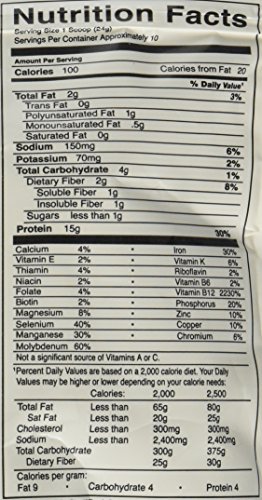 Nutrition Facts
Serving Size 1 Scoop (24g)
Servings Per Container Approximately 10
Amount Per Serving
Calories 100 Calories from Fat 20
% Daily Value*
Total Fat 2g 3%
Trans Fat 0g
Polyunsaturated Fat 1g
Monounsaturated Fat .5g
Saturated Fat 0g
Sodium 150mg 6%
Potassium 70mg 2%
Total Carbohydrate 4g 1%
Dietary Fiber 2g 8%
Soluble Fiber 1g
Insoluble Fiber 1g
Sugars less than 1g
Protein 15g 30%
Calcium 4% • Iron 30%
Vitamin E 2% • Vitamin K 6%
Thiamin 4% • Riboflavin 2%
Niacin 2% • Vitamin B6 2%
Folate 4% • Vitamin B12 2230%
Biotin 2% • Phosphorus 20%
Magnesium 8% • Zinc 10%
Selenium 40% • Copper 10%
Manganese 30% • Chromium 6%
Molybdenum 60%
Not a significant source of Vitamins A or C.
*Percent Daily Values are based on a 2,000 calorie diet. Your Daily
Values may be higher or lower depending on your calorie needs:
Calories: 2,000 2,500
Total Fat Less than 65g 80g
Sat Fat Less than 20g 25g
Cholesterol Less than 300mg 300mg
Sodium Less than 2,400mg 2,400mg
Total Carbohydrate 300g 375g
Dietary Fiber 25g 30g
Calories per gram:
Fat 9 • Carbohydrate 4 • Protein 4